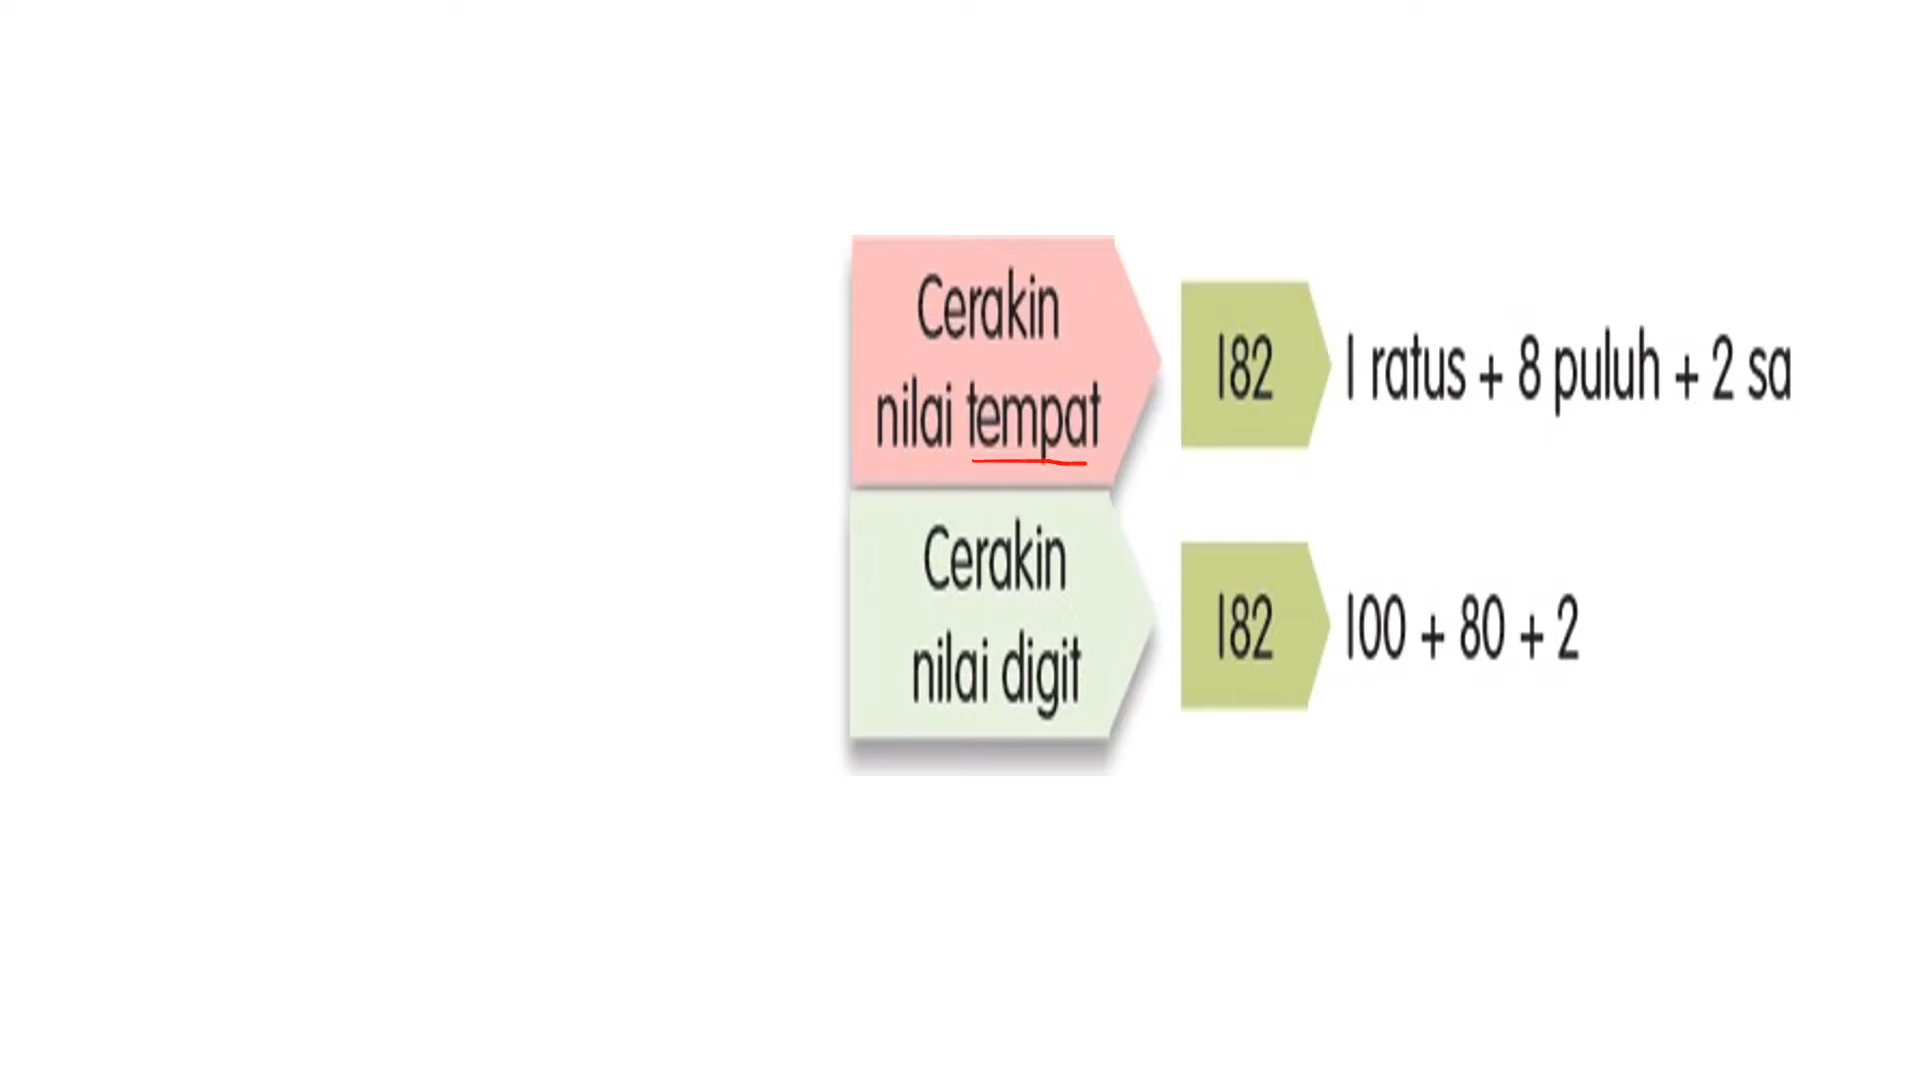 Cerakin
nilai tempat
182
1 ratus + 8 puluh + 2 sa
Cerakin
nilai digit
182
100 + 80 + 2